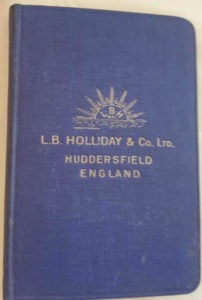 L B H
L.B. HOLLIDAY & Co. LTD.
HUDDERSFIELD
ENGLAND